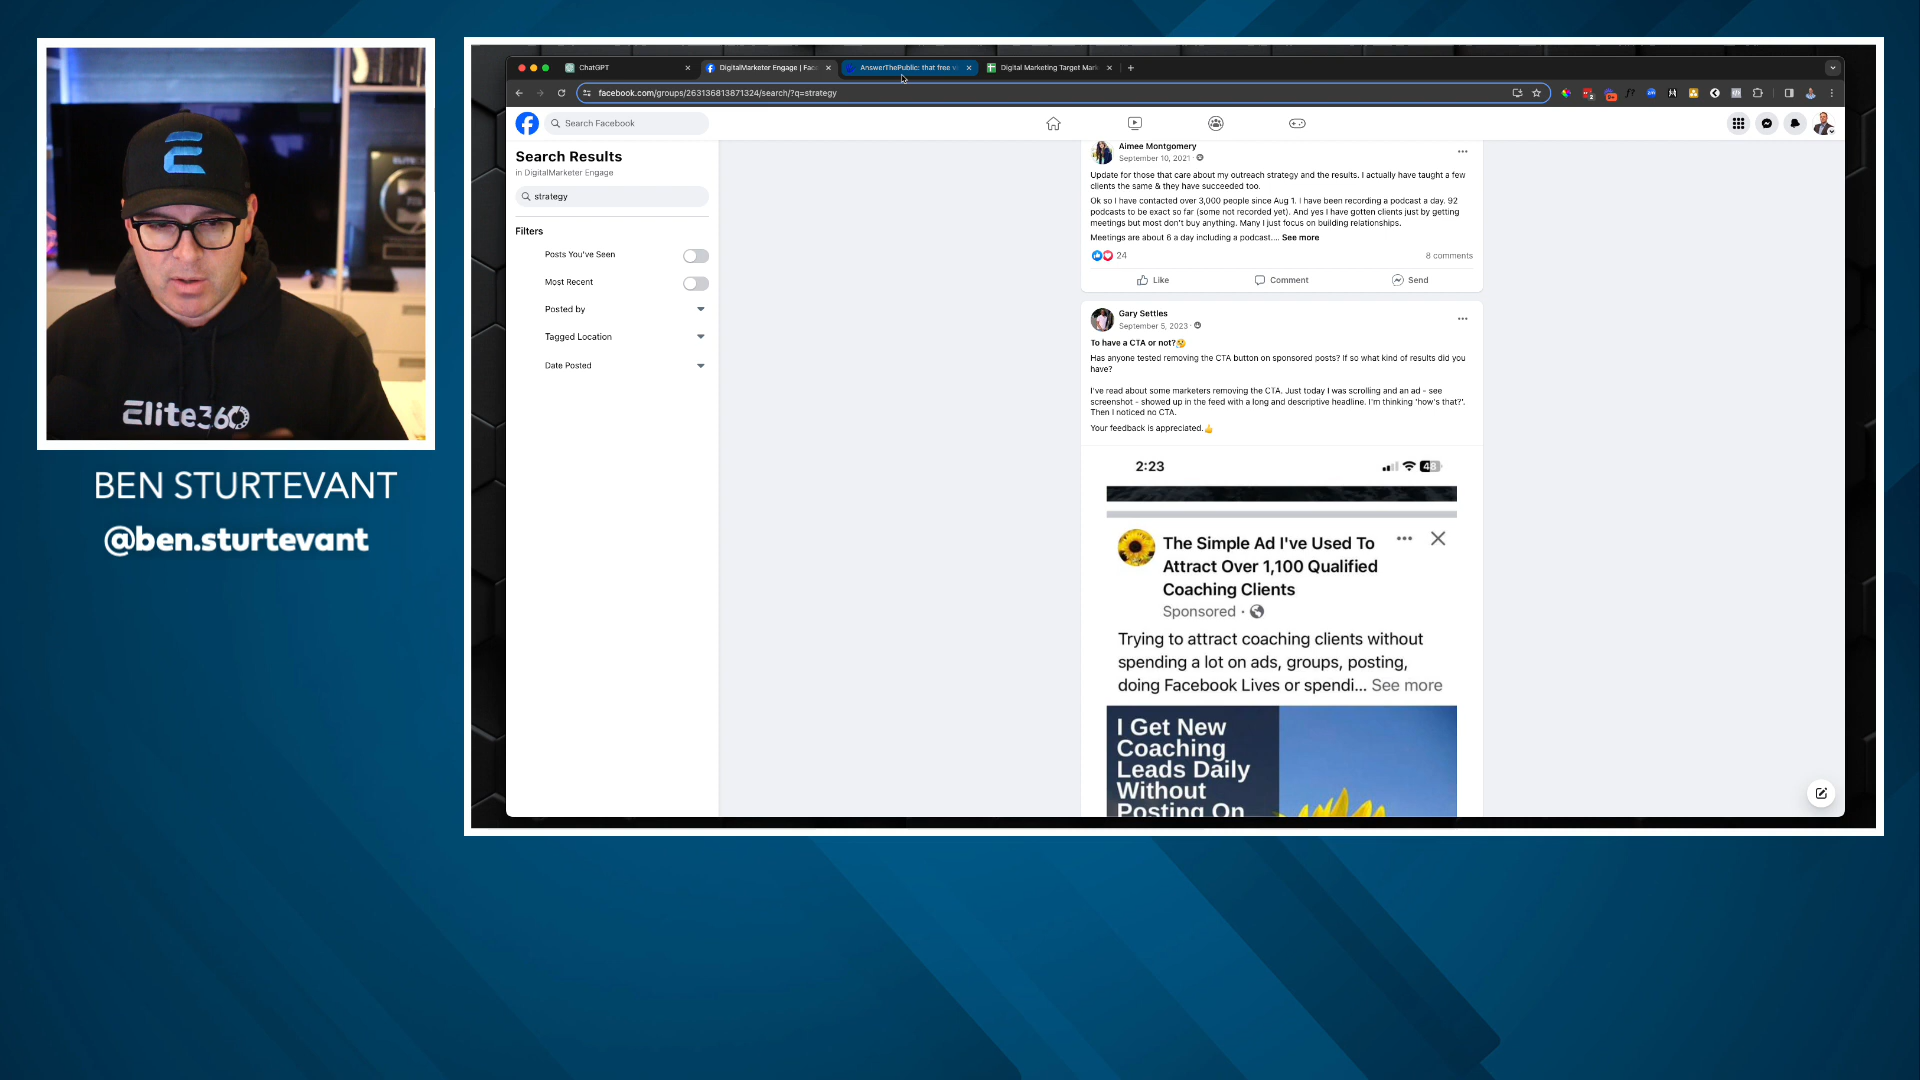 Elite360
BEN STURTEVANT
@ben.sturtevant
ChatGPT
DigitalMarketer Engage | Fac
AnswerThePublic: that free v
Digital Marketing Target Mark
facebook.com/groups/263136813871324/search/?q=strategy
Search Facebook
Search Results
in DigitalMarketer Engage
strategy
Filters
Posts You've Seen
Most Recent
Posted by
Tagged Location
Date Posted
Aimee Montgomery
September 10, 2021 ·
Update for those that care about my outreach strategy and the results. I actually have taught a few
clients the same & they have succeeded too.
Ok so I have contacted over 3,000 people since Aug 1. I have been recording a podcast a day. 92
podcasts to be exact so far (some not recorded yet). And yes I have gotten clients just by getting
meetings but most don't buy anything. Many I just focus on building relationships.
Meetings are about 6 a day including a podcast.... See more
24
8 comments
Like
Comment
Send
Gary Settles
September 5, 2023 ·
To have a CTA or not?🤔
Has anyone tested removing the CTA button on sponsored posts? If so what kind of results did you
have?
I've read about some marketers removing the CTA. Just today I was scrolling and an ad - see
screenshot - showed up in the feed with a long and descriptive headline. I'm thinking 'how's that?'.
Then I noticed no CTA.
Your feedback is appreciated.👍
2:23
48
The Simple Ad I've Used To
Attract Over 1,100 Qualified
Coaching Clients
Sponsored ·
Trying to attract coaching clients without
spending a lot on ads, groups, posting,
doing Facebook Lives or spendi... See more
I Get New
Coaching
Leads Daily
Without
Posting On